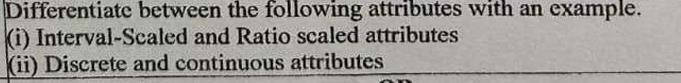 Differentiate between the following attributes with an example.
(i) Interval-Scaled and Ratio scaled attributes
(ii) Discrete and continuous attributes